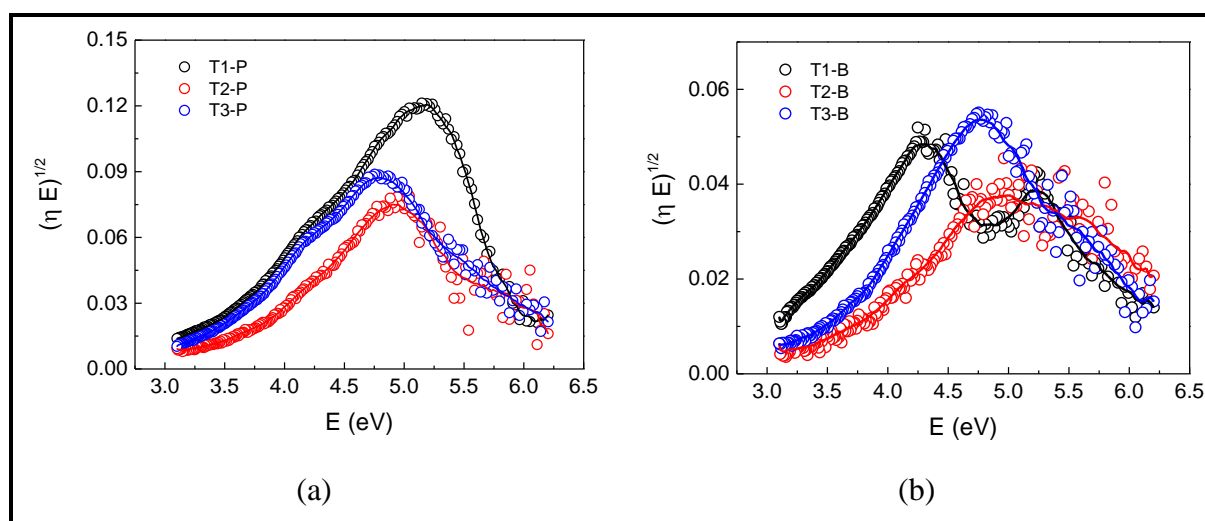 0.15
0.12
0.09
0.06
0.03
0.00
(η E)^1/2
T1-P
T2-P
T3-P
3.0 3.5 4.0 4.5 5.0 5.5 6.0 6.5
E (eV)
(a)
0.06
0.04
0.02
0.00
(η E)^1/2
T1-B
T2-B
T3-B
3.0 3.5 4.0 4.5 5.0 5.5 6.0 6.5
E (eV)
(b)